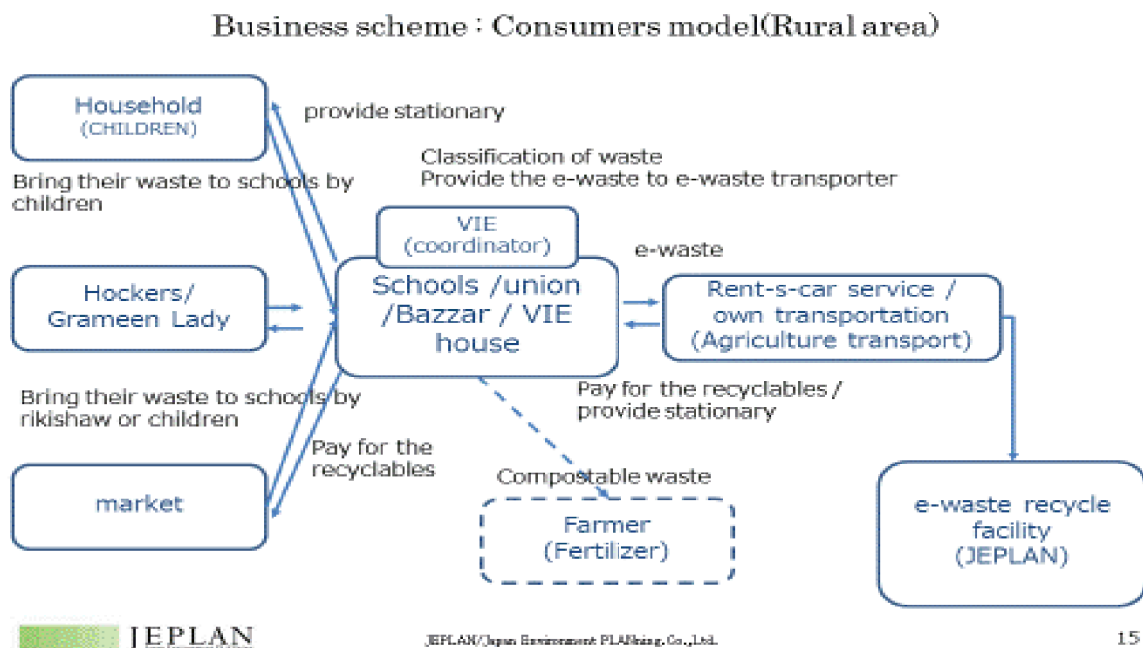 Business scheme : Consumers model(Rural area)
Household
(CHILDREN)
provide stationary
Classification of waste
Provide the e-waste to e-waste transporter
Bring their waste to schools by
children
VIE
(coordinator)
e-waste
Hockers/
Grameen Lady
Schools /union
/Bazzar / VIE
house
Rent-s-car service /
own transportation
(Agriculture transport)
Bring their waste to schools by
rikishaw or children
Pay for the recyclables /
provide stationary
Pay for the
recyclables
market
Compostable waste
Farmer
(Fertilizer)
e-waste recycle
facility
(JEPLAN)
JEPLAN
JEPLAN/Japan Environment PLANning.Co.,Ltd.
15